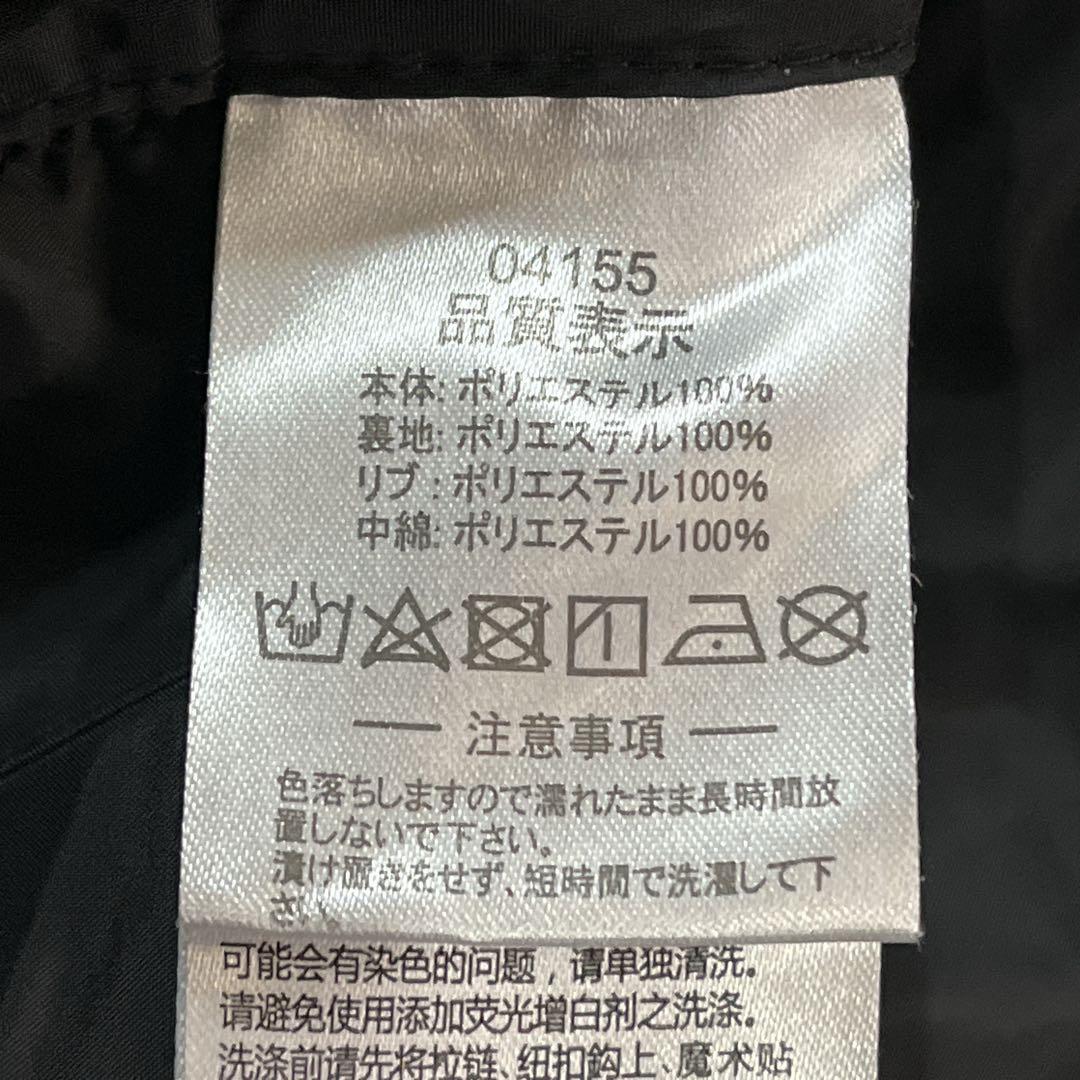 04155
品質表示
本体: ポリエステル100%
裏地: ポリエステル100%
リブ : ポリエステル100%
中綿: ポリエステル100%
注意事項
色落ちしますので濡れたまま長時間放
置しないで下さい。
漬け置きをせず、短時間で洗濯して下
さい。
可能会有染色的问题，请单独清洗。
请避免使用添加荧光增白剂之洗涤。
洗涤前请先将拉链、纽扣鈎上、魔术贴